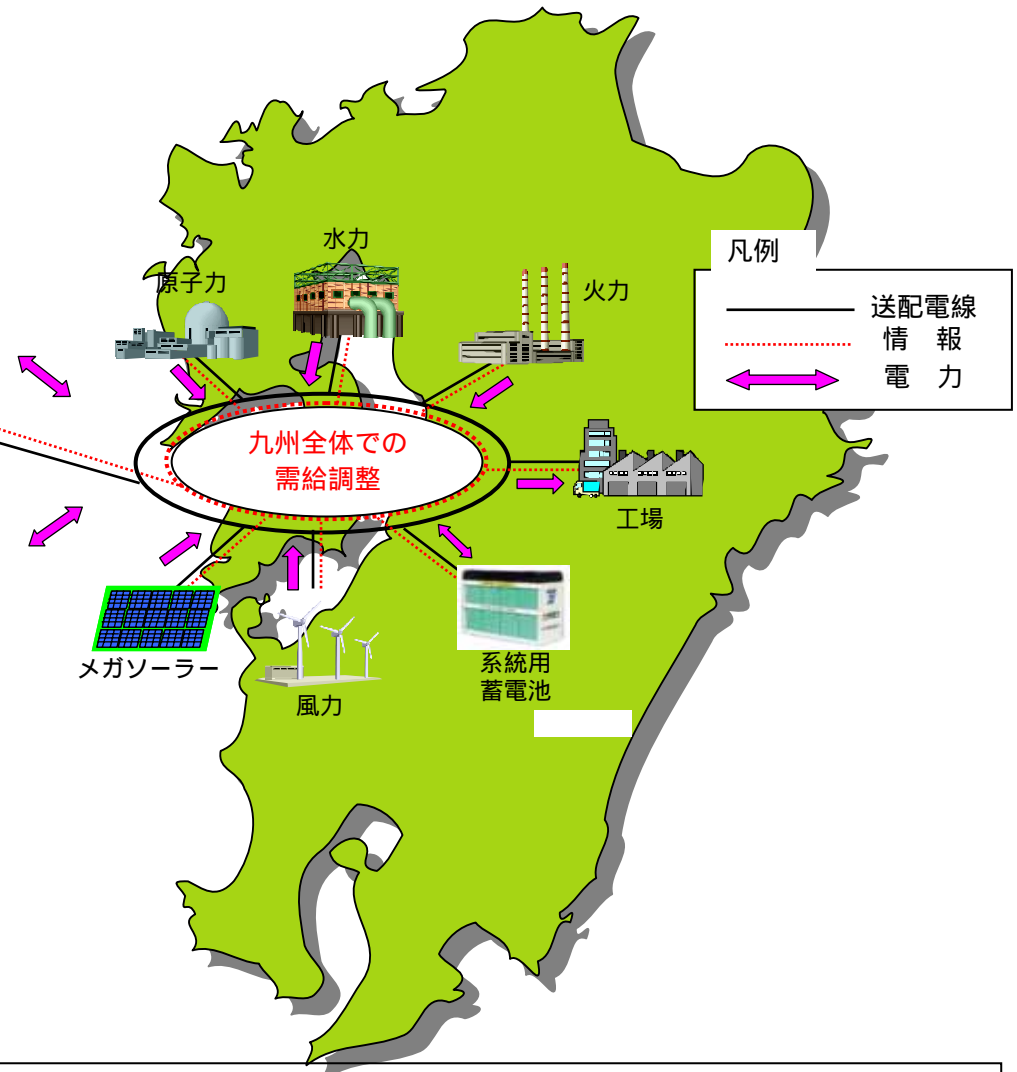 水力
原子力
火力
凡例
送配電線
情　報
電　力
九州全体での
需給調整
工場
メガソーラー
風力
系統用
蓄電池